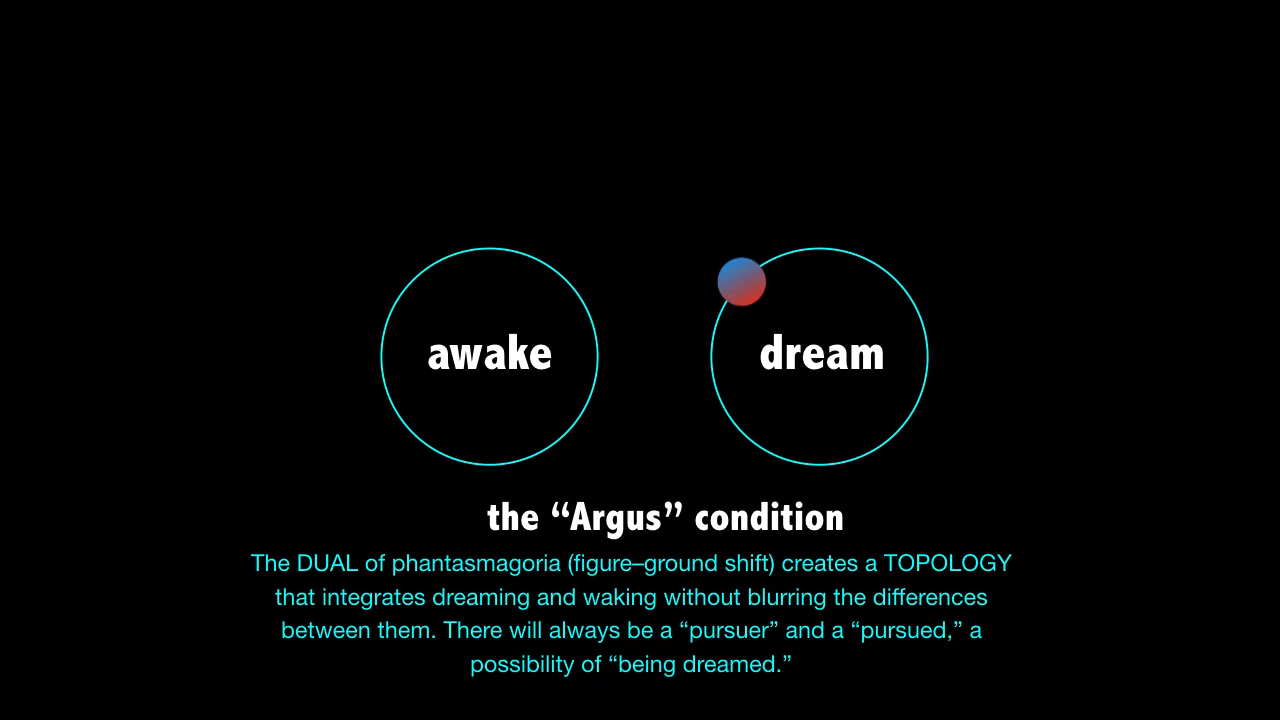 awake
dream
the “Argus” condition
The DUAL of phantasmagoria (figure–ground shift) creates a TOPOLOGY
that integrates dreaming and waking without blurring the differences
between them. There will always be a “pursuer” and a “pursued,” a
possibility of “being dreamed.”